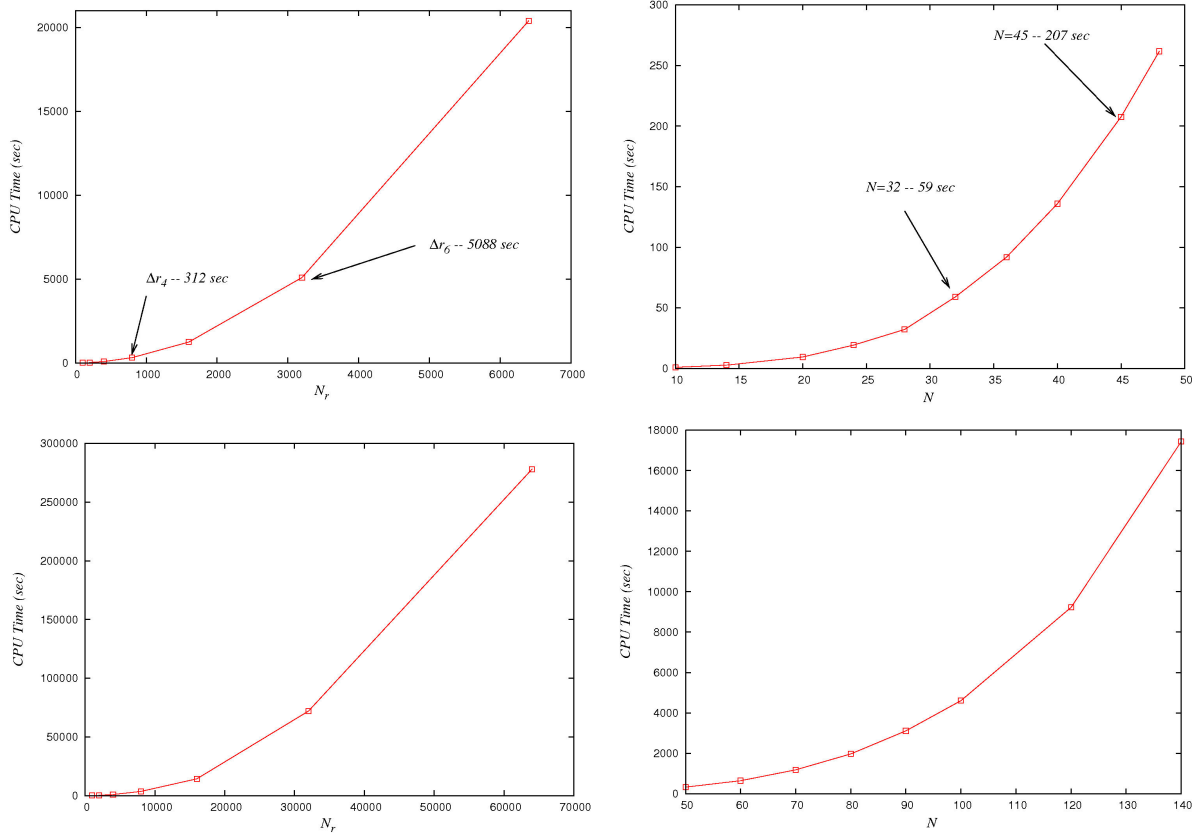 20000
15000
10000
5000
0
CPU Time (sec)
Δr4 -- 312 sec
Δr6 -- 5088 sec
0 1000 2000 3000 4000 5000 6000 7000
Nr
300
250
200
150
100
50
0
CPU Time (sec)
N=45 -- 207 sec
N=32 -- 59 sec
10 15 20 25 30 35 40 45 50
N
300000
250000
200000
150000
100000
50000
0
CPU Time (sec)
10000 20000 30000 40000 50000 60000 70000
Nr
18000
16000
14000
12000
10000
8000
6000
4000
2000
0
CPU Time (sec)
50 60 70 80 90 100 110 120 130 140
N